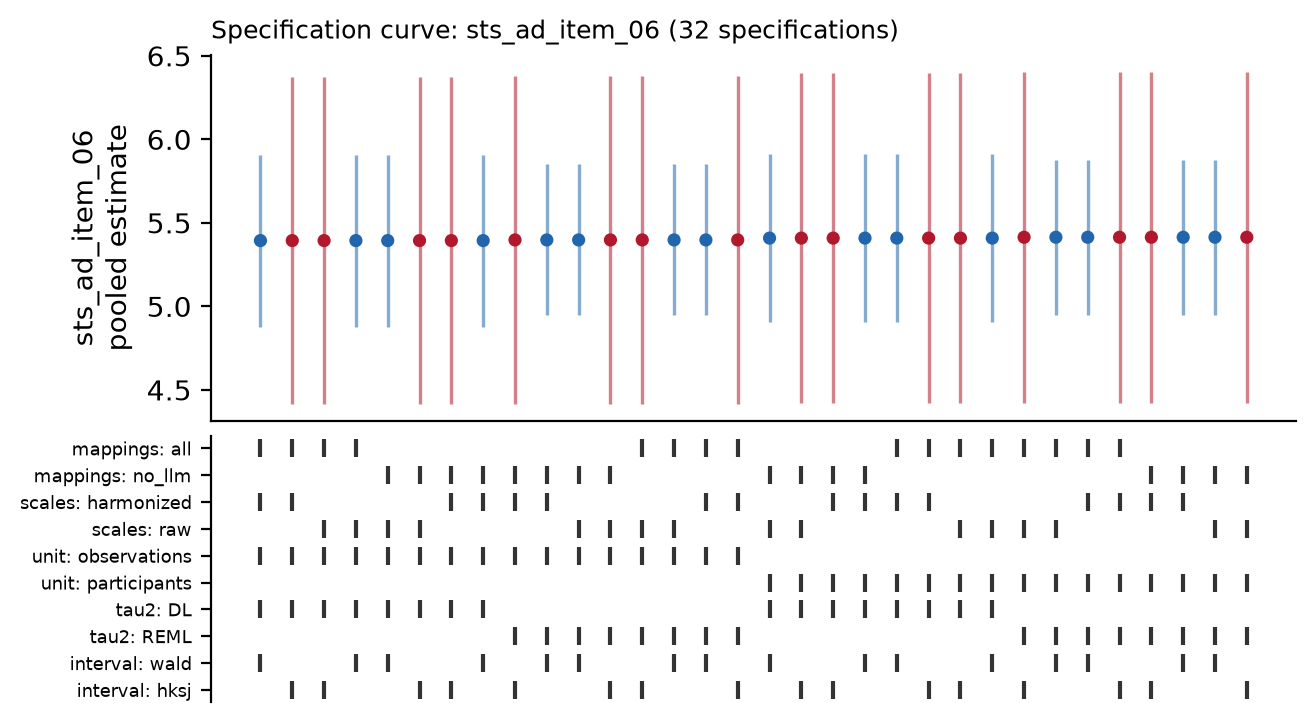 Specification curve: sts_ad_item_06 (32 specifications)
sts_ad_item_06
pooled estimate
6.5
6.0
5.5
5.0
4.5
mappings: all
mappings: no_llm
scales: harmonized
scales: raw
unit: observations
unit: participants
tau2: DL
tau2: REML
interval: wald
interval: hksj